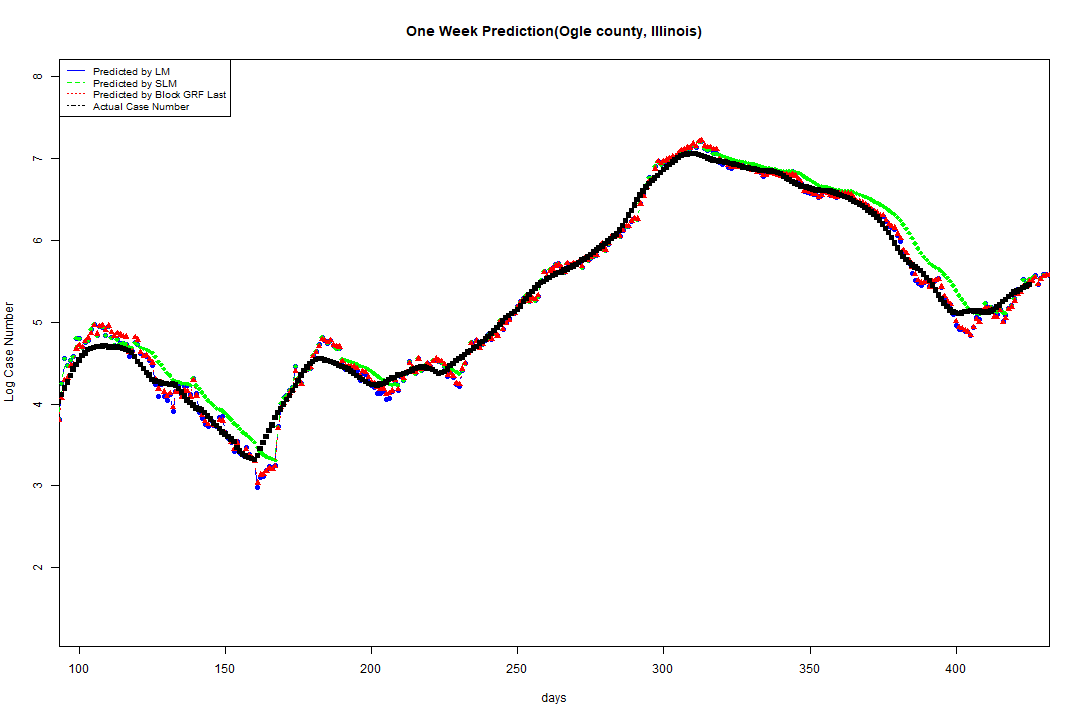 One Week Prediction(Ogle county, Illinois)
Predicted by LM
Predicted by SLM
Predicted by Block GRF Last
Actual Case Number
8
7
6
5
4
3
2
Log Case Number
100 150 200 250 300 350 400
days